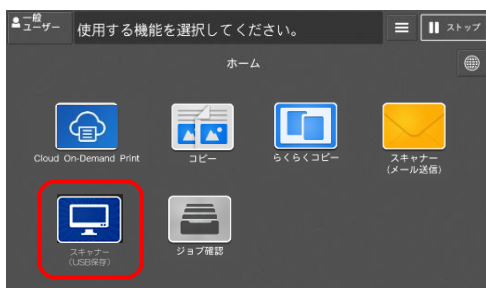 一般
ユーザー
使用する機能を選択してください。
ストップ
ホーム
Cloud On-Demand Print
コピー
らくらくコピー
スキャナー
(メール送信)
スキャナー
(USB保存)
ジョブ確認